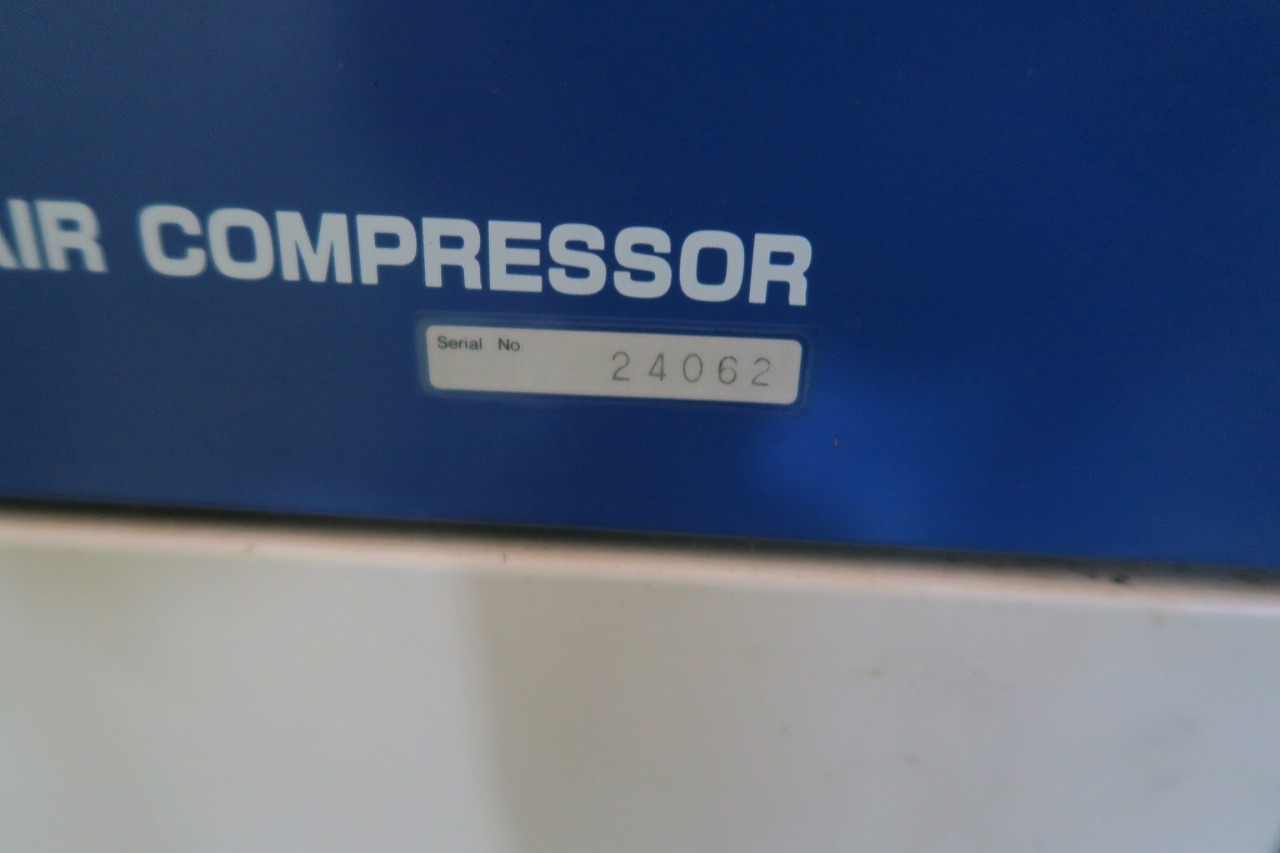 AIR COMPRESSOR
Serial No.
24062